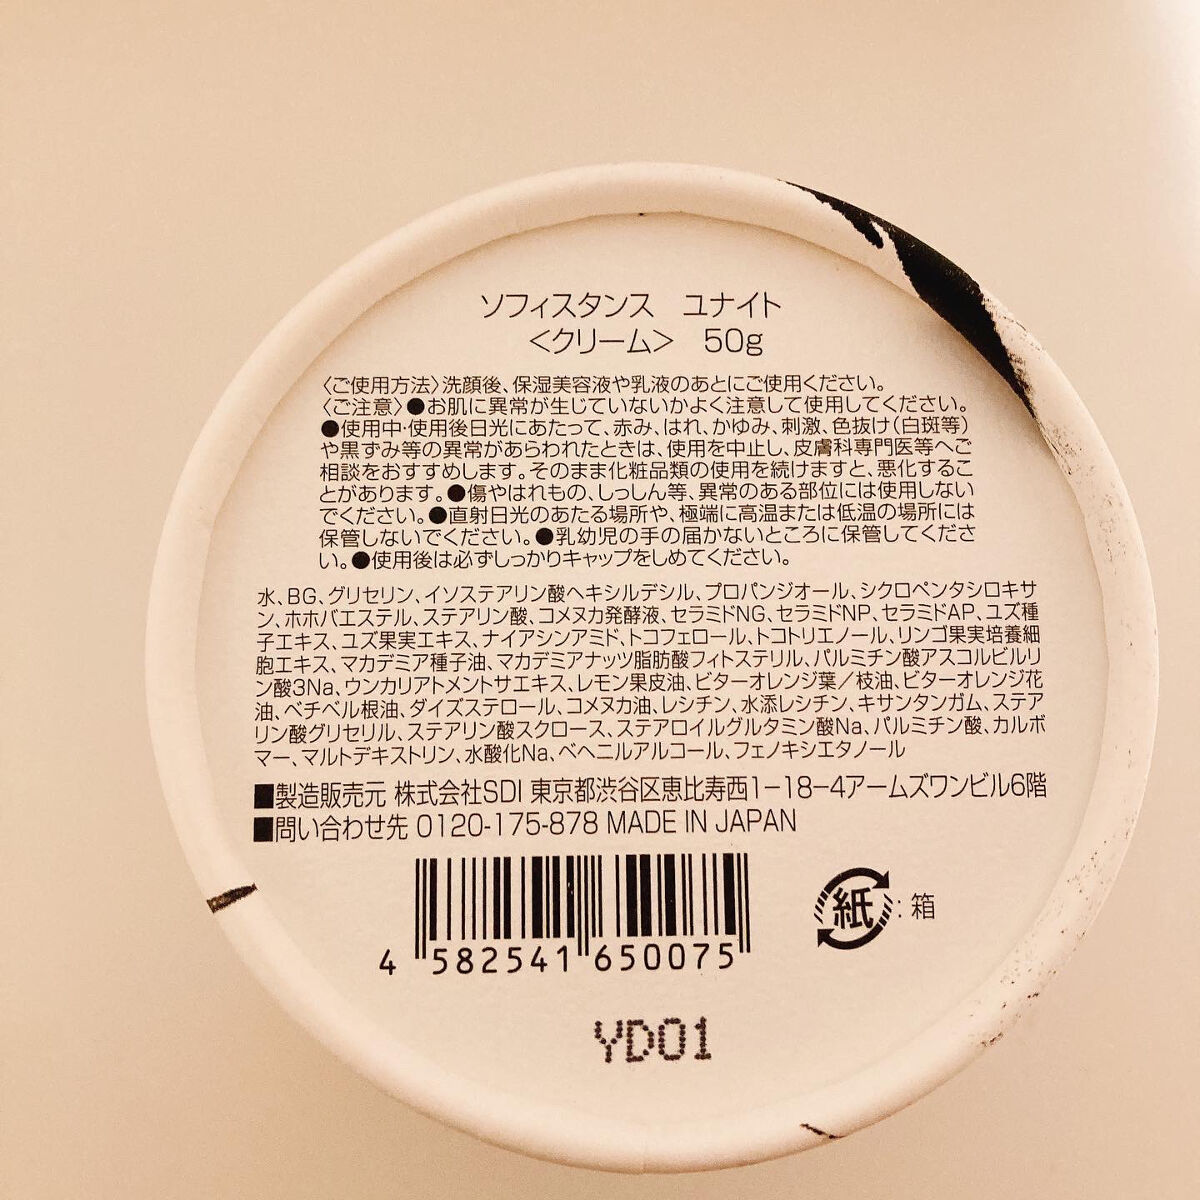 ソフィスタンス　ユナイト
＜クリーム＞　50g
〈ご使用方法〉洗顔後、保湿美容液や乳液のあとにご使用ください。
〈ご注意〉●お肌に異常が生じていないかよく注意して使用してください。
●使用中・使用後日光にあたって、赤み、はれ、かゆみ、刺激、色抜け（白斑等）
や黒ずみ等の異常があらわれたときは、使用を中止し、皮膚科専門医等へご
相談をおすすめします。そのまま化粧品類の使用を続けますと、悪化するこ
とがあります。●傷やはれもの、しっしん等、異常のある部位には使用しない
でください。●直射日光のあたる場所や、極端に高温または低温の場所には
保管しないでください。●乳幼児の手の届かないところに保管してくださ
い。●使用後は必ずしっかりキャップをしめてください。
水、BG、グリセリン、イソステアリン酸ヘキシルデシル、プロパンジオール、シクロペンタシロキサ
ン、ホホバエステル、ステアリン酸、コメヌカ発酵液、セラミドNG、セラミドNP、セラミドAP、ユズ種
子エキス、ユズ果実エキス、ナイアシンアミド、トコフェロール、トコトリエノール、リンゴ果実培養細
胞エキス、マカデミア種子油、マカデミアナッツ脂肪酸フィトステリル、パルミチン酸アスコルビルリ
ン酸3Na、ウンカリアトメントサエキス、レモン果皮油、ビターオレンジ葉／枝油、ビターオレンジ花
油、ベチベル根油、ダイズステロール、コメヌカ油、レシチン、水添レシチン、キサンタンガム、ステア
リン酸グリセリル、ステアリン酸スクロース、ステアロイルグルタミン酸Na、パルミチン酸、カルボ
マー、マルトデキストリン、水酸化Na、ベヘニルアルコール、フェノキシエタノール
■製造販売元 株式会社SDI 東京都渋谷区恵比寿西1-18-4アームズワンビル6階
■問い合わせ先 0120-175-878 MADE IN JAPAN
4 582541 650075
紙：箱
YD01